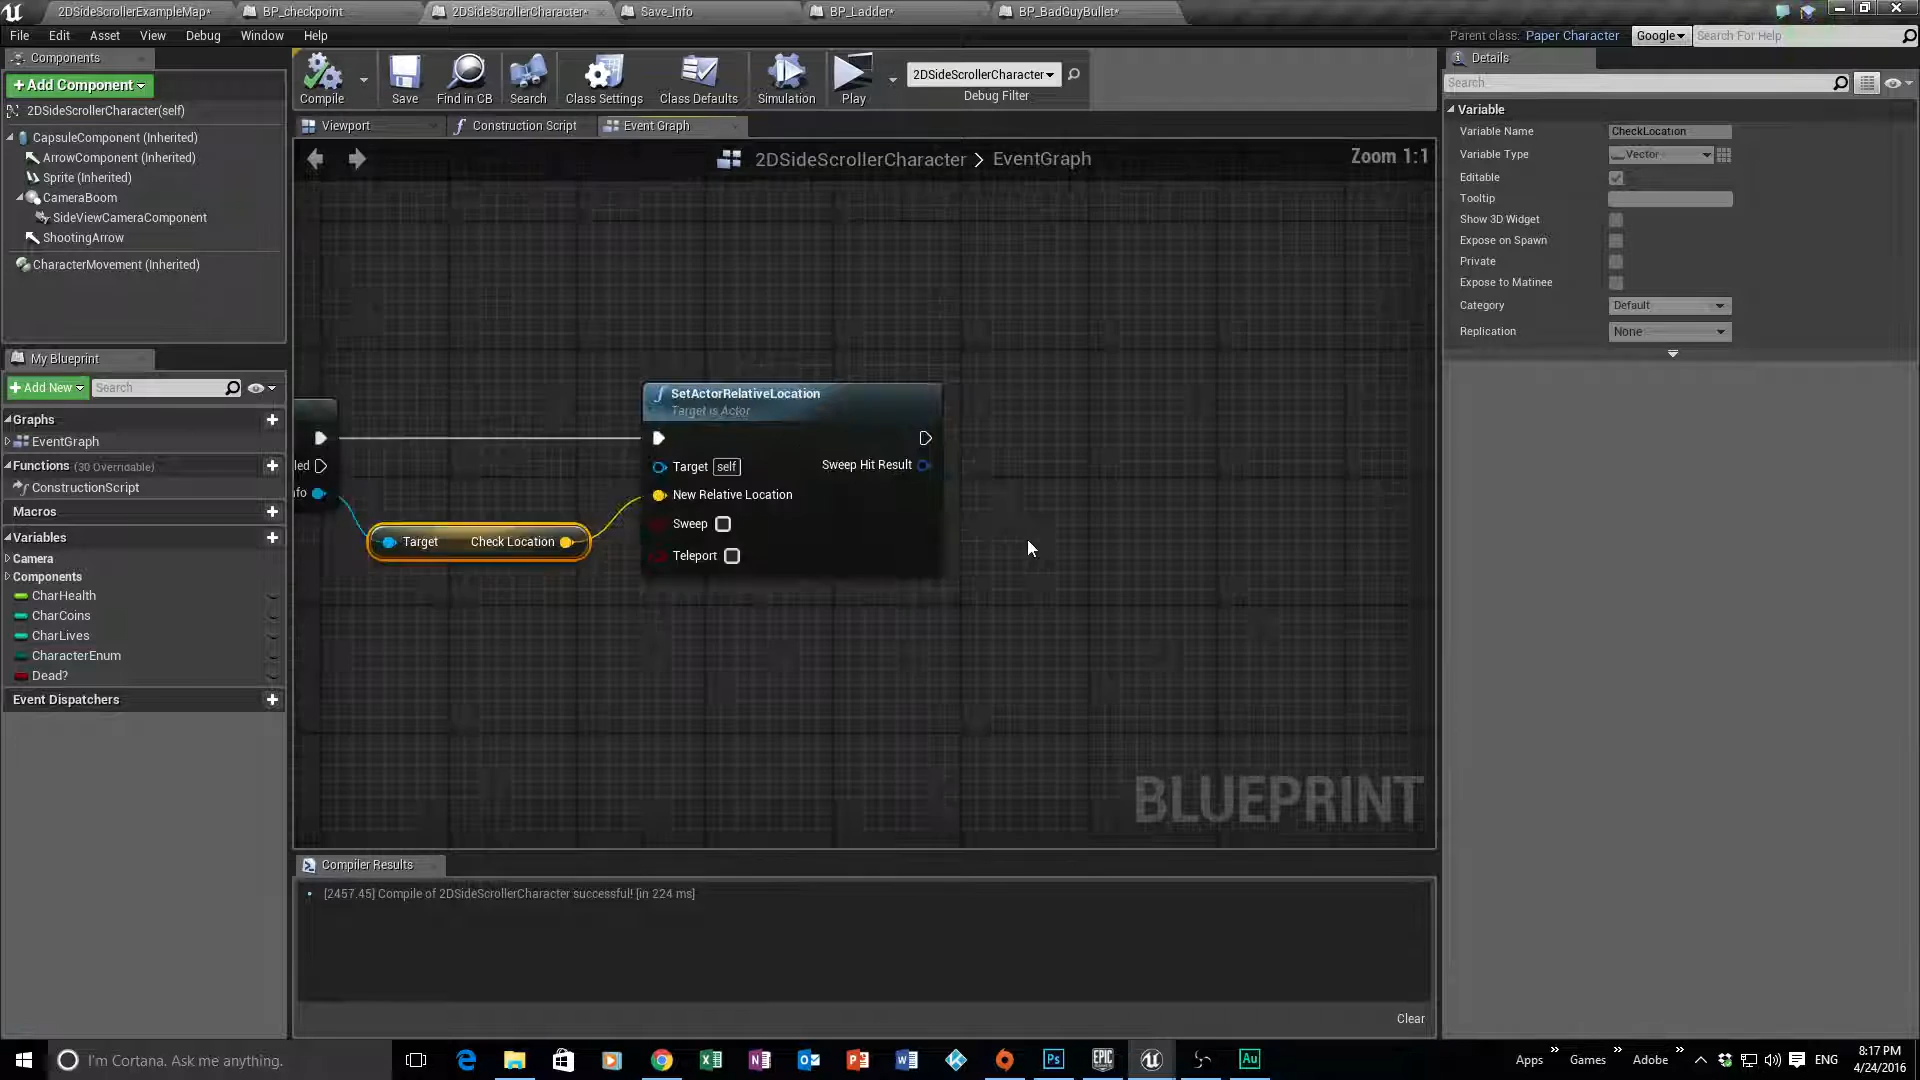 2DSideScrollerExampleMap*
BP_checkpoint
2DSideScrollerCharacter*
Save_Info
BP_Ladder*
BP_BadGuyBullet*
File Edit Asset View Debug Window Help
Parent class: Paper Character
Google
Search For Help
Components
+ Add Component
2DSideScrollerCharacter(self)
CapsuleComponent (Inherited)
ArrowComponent (Inherited)
Sprite (Inherited)
CameraBoom
SideViewCameraComponent
ShootingArrow
CharacterMovement (Inherited)
My Blueprint
+ Add New
Search
Graphs +
EventGraph
Functions (30 Overridable) +
ConstructionScript
Macros +
Variables +
Camera
Components
CharHealth
CharCoins
CharLives
CharacterEnum
Dead?
Event Dispatchers +
Compile
Save
Find in CB
Search
Class Settings
Class Defaults
Simulation
Play
2DSideScrollerCharacter
Debug Filter
Viewport
Construction Script
Event Graph
2DSideScrollerCharacter > EventGraph
Zoom 1:1
led
nfo
Target Check Location
SetActorRelativeLocation
Target is Actor
Target self
Sweep Hit Result
New Relative Location
Sweep
Teleport
BLUEPRINT
Compiler Results
[2457.45] Compile of 2DSideScrollerCharacter successful! [in 224 ms]
Clear
Details
Search
Variable
Variable Name CheckLocation
Variable Type Vector
Editable
Tooltip
Show 3D Widget
Expose on Spawn
Private
Expose to Matinee
Category Default
Replication None
I'm Cortana. Ask me anything.
Apps
Games
Adobe
ENG
8:17 PM
4/24/2016